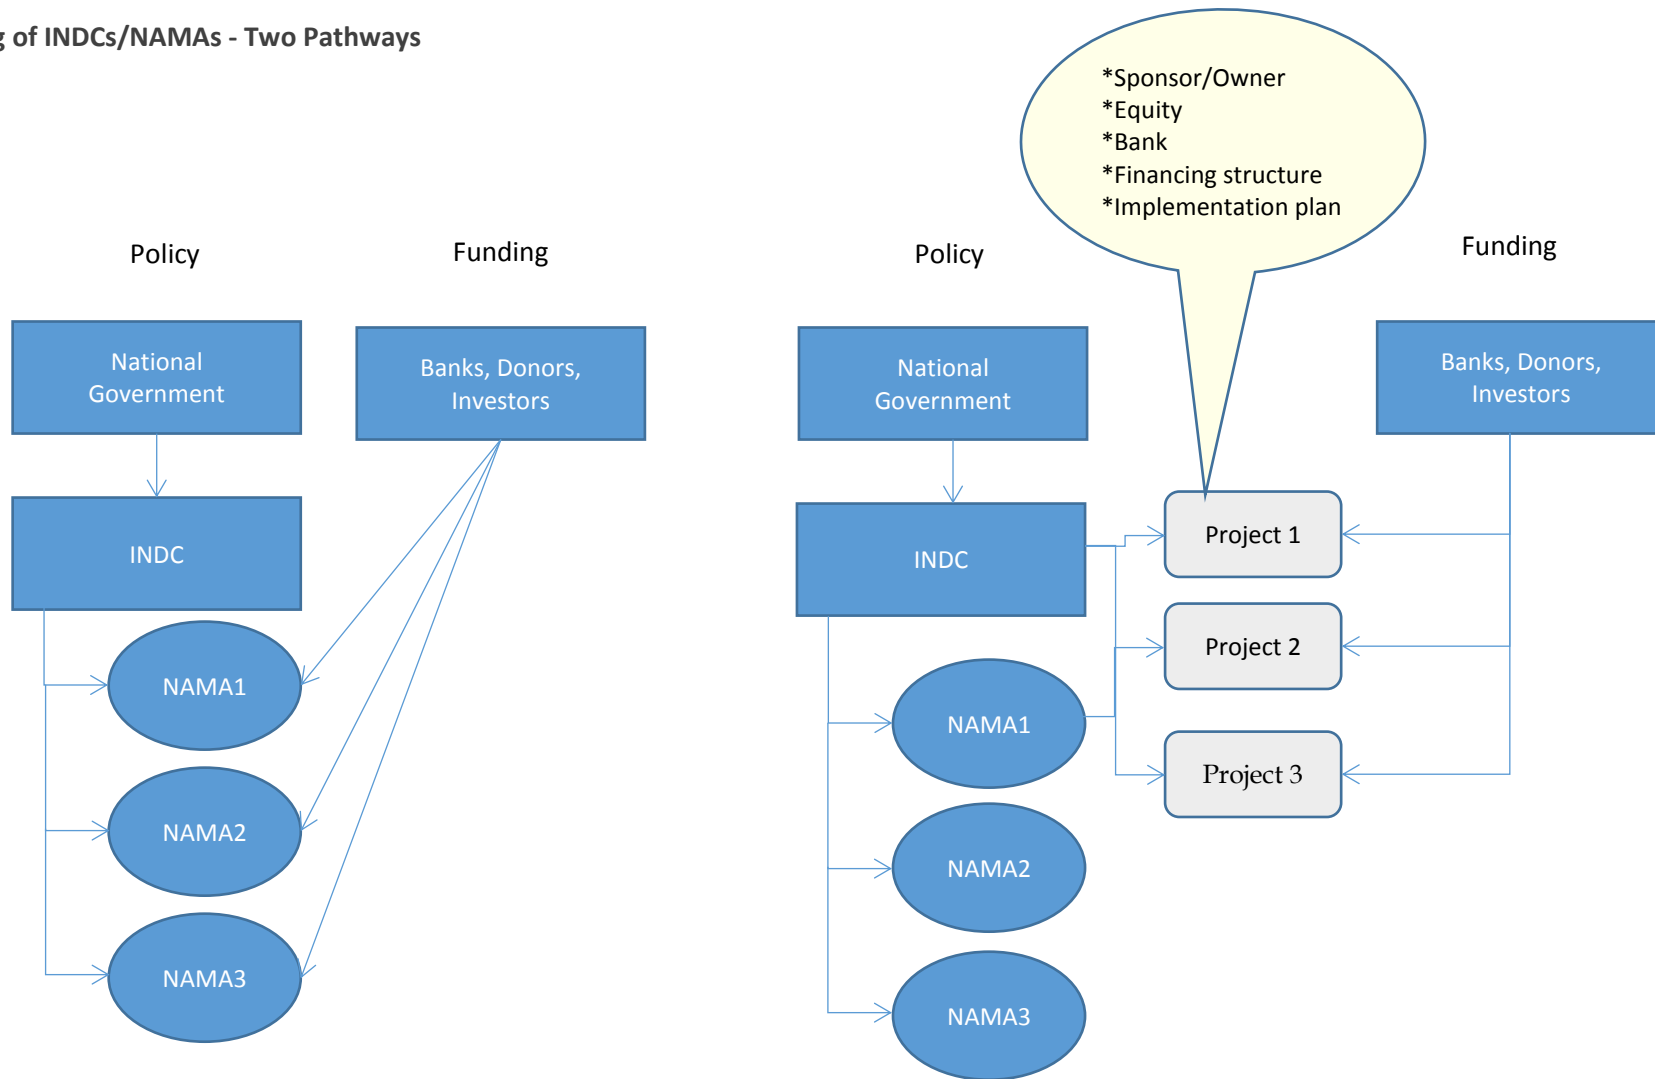 g of INDCs/NAMAs - Two Pathways
*Sponsor/Owner
*Equity
*Bank
*Financing structure
*Implementation plan
Policy
Funding
National
Government
Banks, Donors,
Investors
INDC
NAMA1
NAMA2
NAMA3
Policy
Funding
National
Government
Banks, Donors,
Investors
INDC
Project 1
Project 2
Project 3
NAMA1
NAMA2
NAMA3